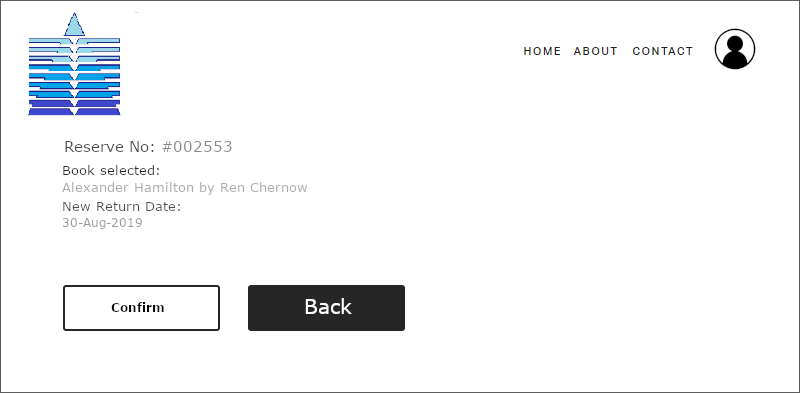 HOME ABOUT CONTACT
Reserve No: #002553
Book selected:
Alexander Hamilton by Ren Chernow
New Return Date:
30-Aug-2019
Confirm Back